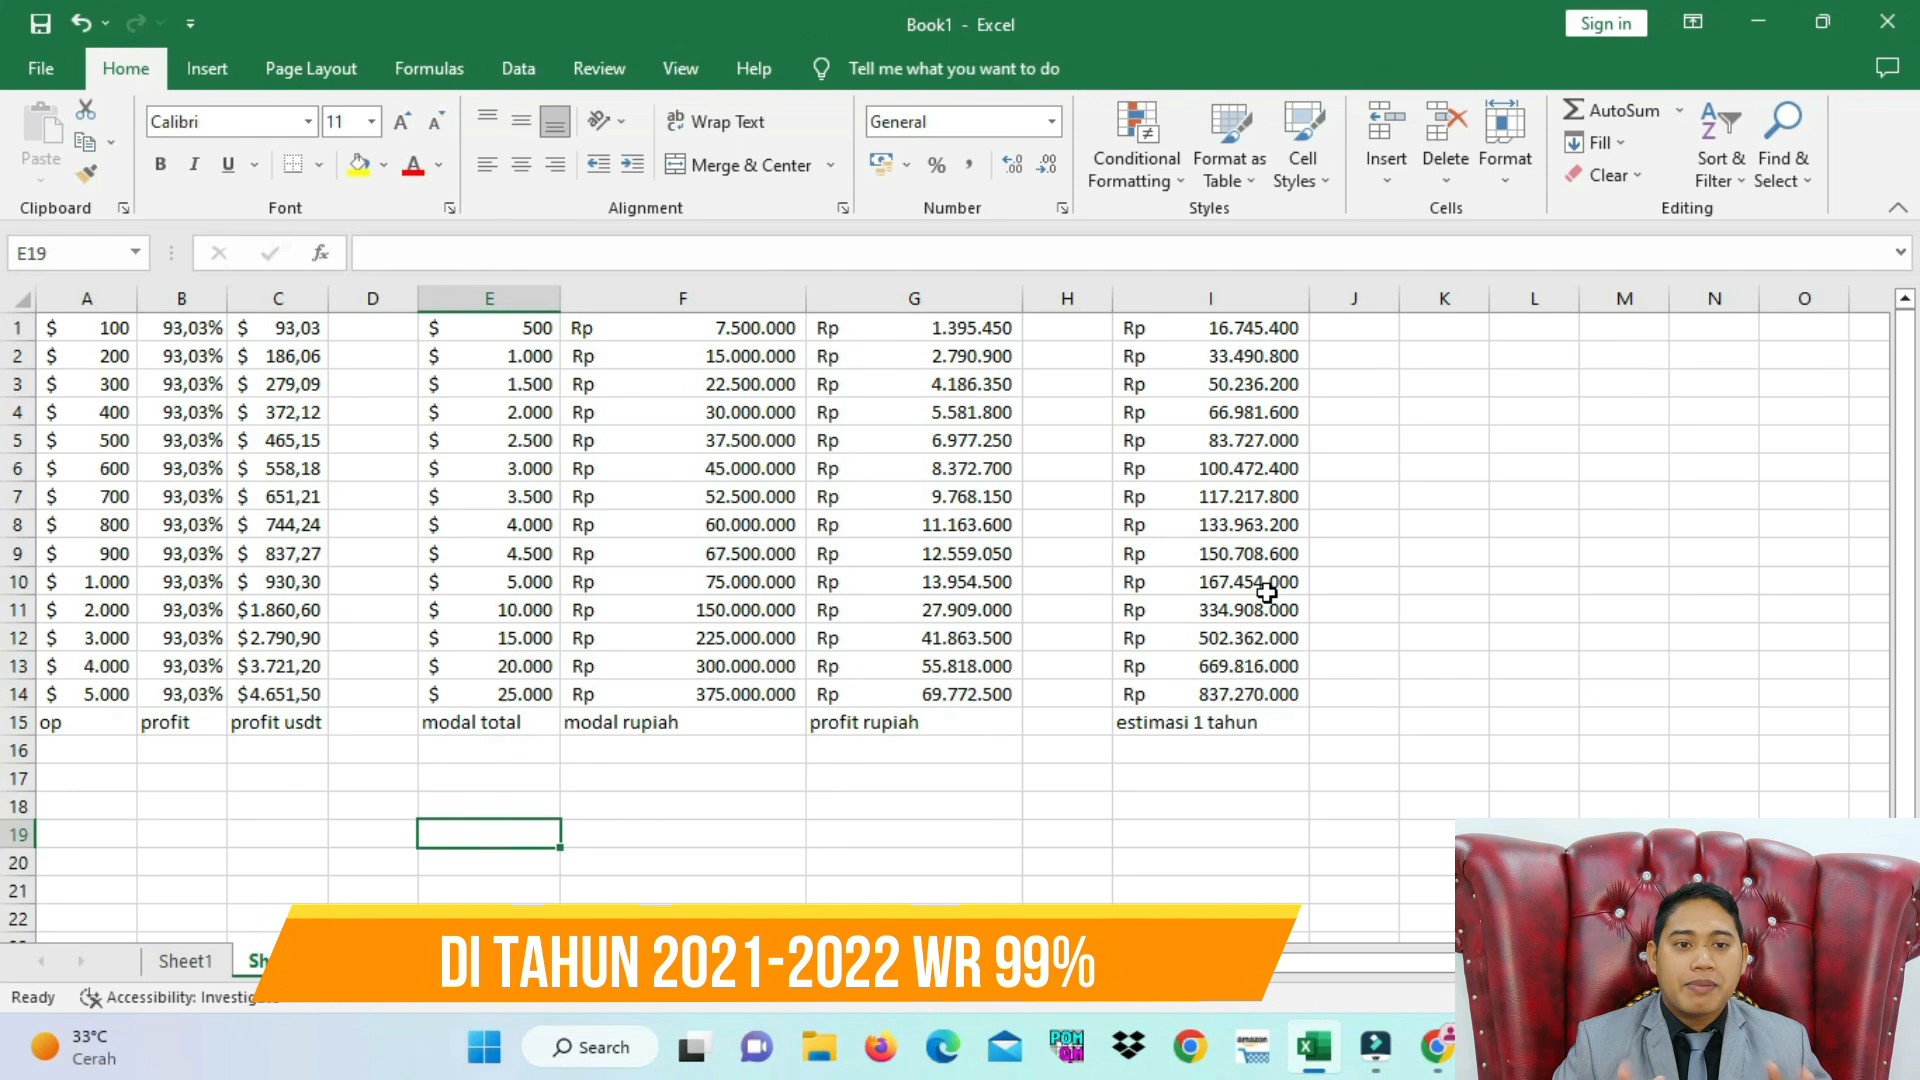 Book1 - Excel
Sign in
File Home Insert Page Layout Formulas Data Review View Help Tell me what you want to do
Paste
Clipboard
Calibri 11
B I U
Font
Wrap Text
Merge & Center
Alignment
General
%
Number
Conditional Formatting
Format as Table
Cell Styles
Styles
Insert Delete Format
Cells
AutoSum
Fill
Clear
Sort & Filter
Find & Select
Editing
E19 fx
A B C D E F G H I J K L M N O
1 $ 100 93,03% $ 93,03 $ 500 Rp 7.500.000 Rp 1.395.450 Rp 16.745.400
2 $ 200 93,03% $ 186,06 $ 1.000 Rp 15.000.000 Rp 2.790.900 Rp 33.490.800
3 $ 300 93,03% $ 279,09 $ 1.500 Rp 22.500.000 Rp 4.186.350 Rp 50.236.200
4 $ 400 93,03% $ 372,12 $ 2.000 Rp 30.000.000 Rp 5.581.800 Rp 66.981.600
5 $ 500 93,03% $ 465,15 $ 2.500 Rp 37.500.000 Rp 6.977.250 Rp 83.727.000
6 $ 600 93,03% $ 558,18 $ 3.000 Rp 45.000.000 Rp 8.372.700 Rp 100.472.400
7 $ 700 93,03% $ 651,21 $ 3.500 Rp 52.500.000 Rp 9.768.150 Rp 117.217.800
8 $ 800 93,03% $ 744,24 $ 4.000 Rp 60.000.000 Rp 11.163.600 Rp 133.963.200
9 $ 900 93,03% $ 837,27 $ 4.500 Rp 67.500.000 Rp 12.559.050 Rp 150.708.600
10 $ 1.000 93,03% $ 930,30 $ 5.000 Rp 75.000.000 Rp 13.954.500 Rp 167.454.000
11 $ 2.000 93,03% $1.860,60 $ 10.000 Rp 150.000.000 Rp 27.909.000 Rp 334.908.000
12 $ 3.000 93,03% $2.790,90 $ 15.000 Rp 225.000.000 Rp 41.863.500 Rp 502.362.000
13 $ 4.000 93,03% $3.721,20 $ 20.000 Rp 300.000.000 Rp 55.818.000 Rp 669.816.000
14 $ 5.000 93,03% $4.651,50 $ 25.000 Rp 375.000.000 Rp 69.772.500 Rp 837.270.000
15 op profit profit usdt modal total modal rupiah profit rupiah estimasi 1 tahun
16
17
18
19
20
21
22
DI TAHUN 2021-2022 WR 99%
Sheet1
Ready Accessibility:
33°C
Cerah
Search
POM QM
amazon